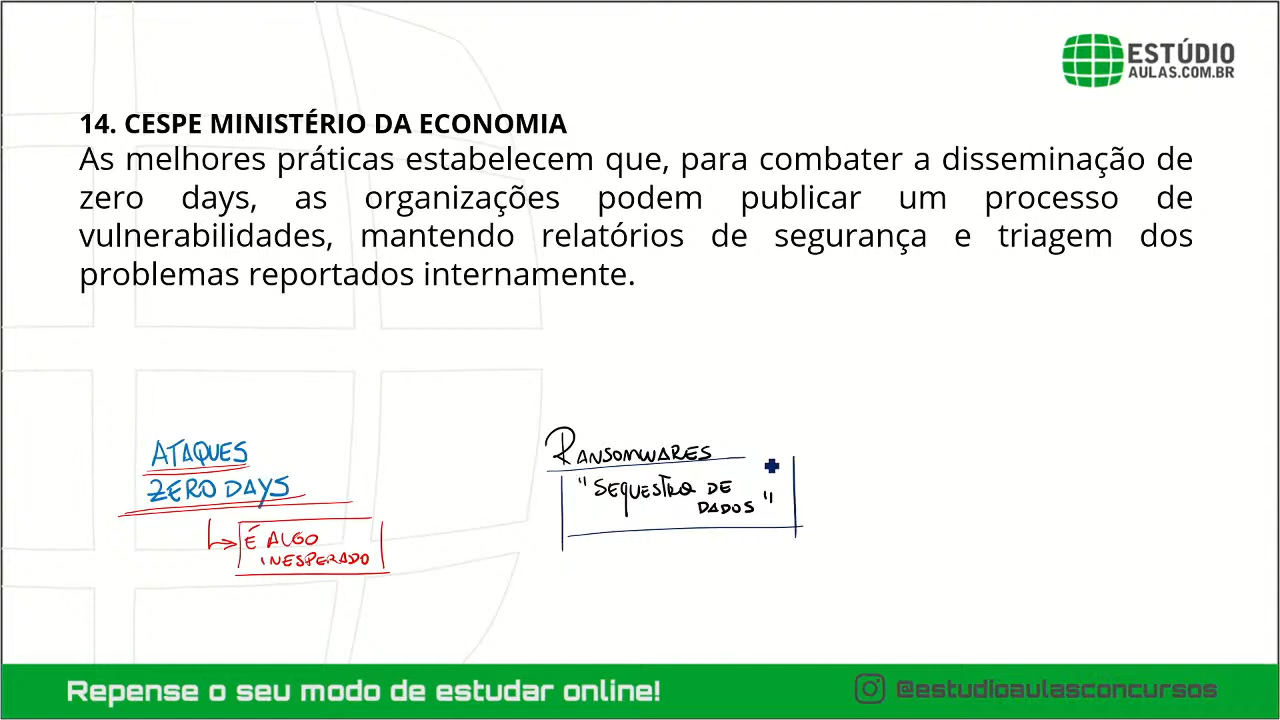 ESTÚDIO
AULAS.COM.BR
14. CESPE MINISTÉRIO DA ECONOMIA
As melhores práticas estabelecem que, para combater a disseminação de
zero days, as organizações podem publicar um processo de
vulnerabilidades, mantendo relatórios de segurança e triagem dos
problemas reportados internamente.
ATAQUES
ZERO DAYS
É ALGO
INESPERADO
RANSOMWARES
"SEQUESTRO DE
DADOS"
Repense o seu modo de estudar online!
@estudioaulasconcursos